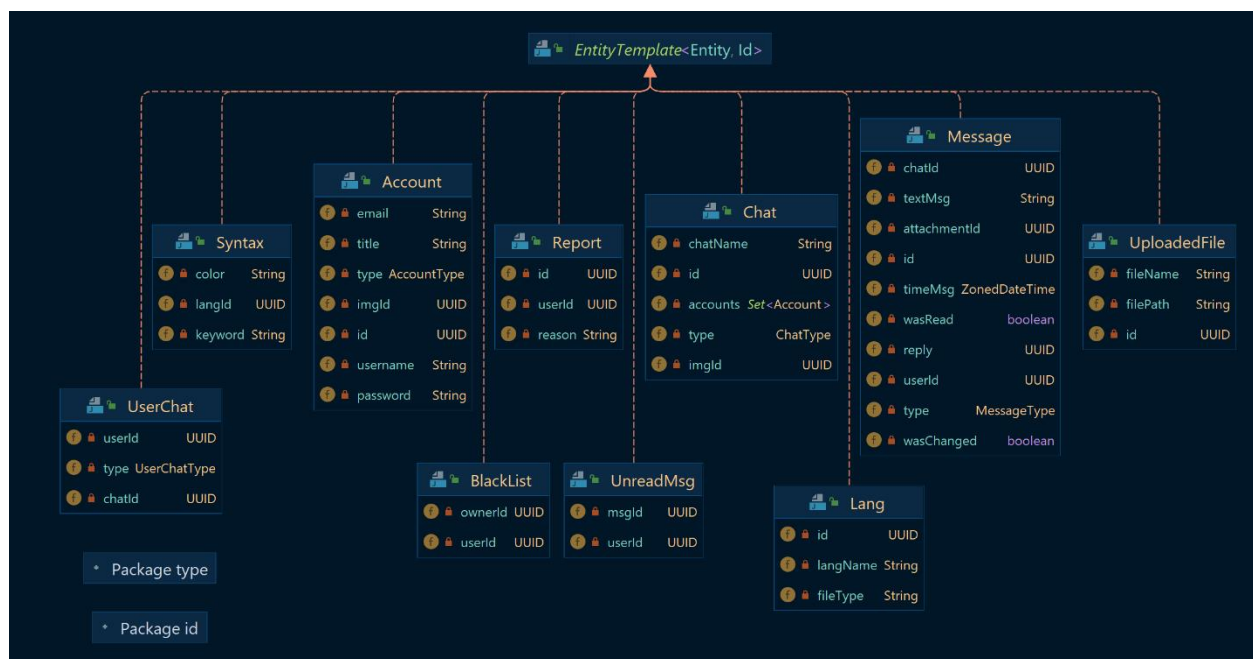 EntityTemplate<Entity, Id>
Message
chatId UUID
textMsg String
attachmentId UUID
id UUID
timeMsg ZonedDateTime
wasRead boolean
reply UUID
userId UUID
type MessageType
wasChanged boolean
Account
email String
title String
type AccountType
imgId UUID
id UUID
username String
password String
Chat
chatName String
id UUID
accounts Set<Account>
type ChatType
imgId UUID
Syntax
color String
langId UUID
keyword String
Report
id UUID
userId UUID
reason String
UploadedFile
fileName String
filePath String
id UUID
UserChat
userId UUID
type UserChatType
chatId UUID
BlackList
ownerId UUID
userId UUID
UnreadMsg
msgId UUID
userId UUID
Lang
id UUID
langName String
fileType String
Package type
Package id